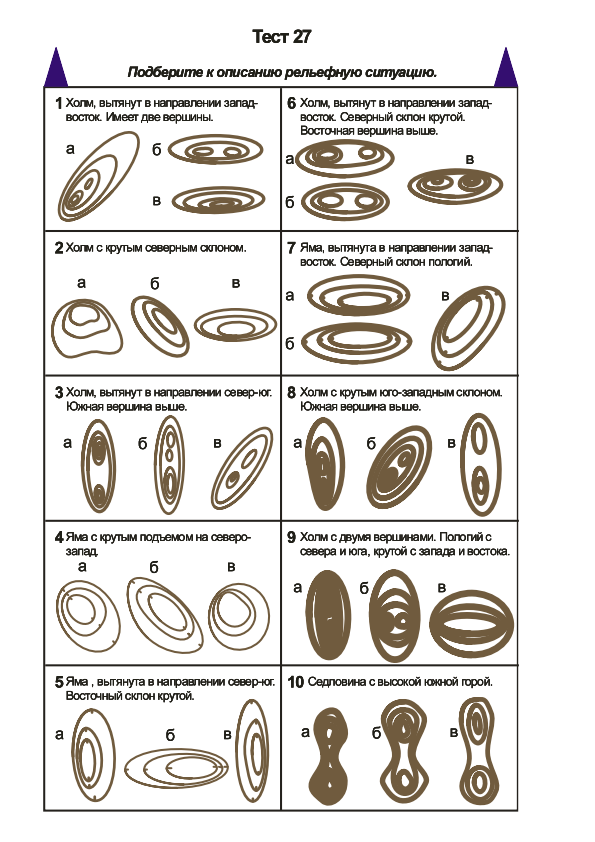 Тест 27
Подберите к описанию рельефную ситуацию.
1 Холм, вытянут в направлении запад-
восток. Имеет две вершины.
а
б
в
2 Холм с крутым северным склоном.
а б в
3 Холм, вытянут в направлении север-юг.
Южная вершина выше.
а б в
4 Яма с крутым подъемом на северо-
запад.
а б в
5 Яма , вытянута в направлении север-юг.
Восточный склон крутой.
а б в
6 Холм, вытянут в направлении запад-
восток. Северный склон крутой.
Восточная вершина выше.
а
в
б
7 Яма, вытянута в направлении запад-
восток. Северный склон пологий.
а
в
б
8 Холм с крутым юго-западным склоном.
Южная вершина выше.
а б в
9 Холм с двумя вершинами. Пологий с
севера и юга, крутой с запада и востока.
а б в
10 Седловина с высокой южной горой.
а б в